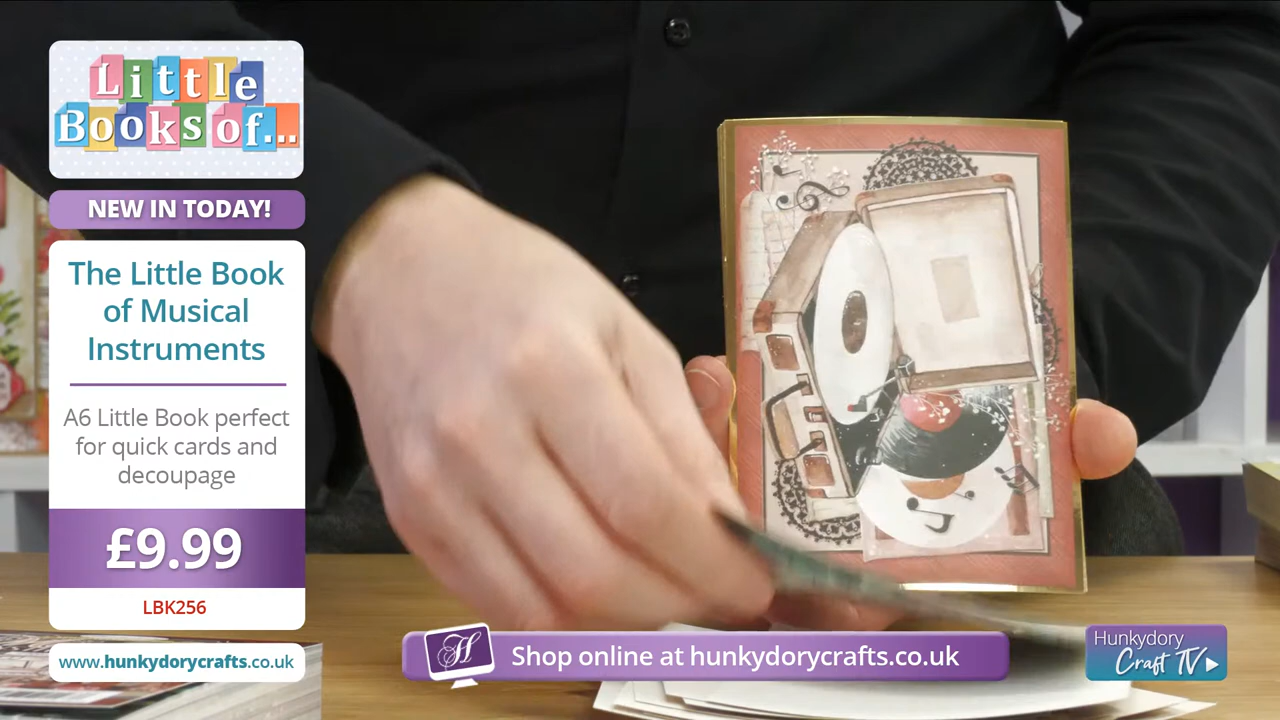 Little
Books of...
NEW IN TODAY!
The Little Book
of Musical
Instruments
A6 Little Book perfect
for quick cards and
decoupage
£9.99
LBK256
www.hunkydorycrafts.co.uk
H Shop online at hunkydorycrafts.co.uk
Hunkydory
Craft TV